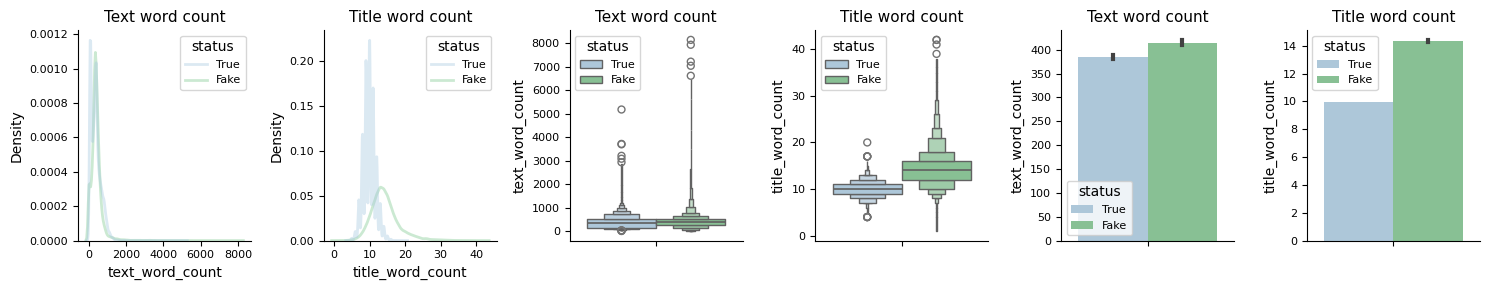 Text word count
status
True
Fake
0.0012
0.0010
0.0008
0.0006
0.0004
0.0002
0.0000
Density
0 2000 4000 6000 8000
text_word_count
Title word count
status
True
Fake
0.20
0.15
0.10
0.05
0.00
Density
0 10 20 30 40
title_word_count
Text word count
status
True
Fake
8000
7000
6000
5000
4000
3000
2000
1000
0
text_word_count
Title word count
status
True
Fake
40
30
20
10
0
title_word_count
Text word count
400
350
300
250
200
150
100
50
0
text_word_count
status
True
Fake
Title word count
status
True
Fake
14
12
10
8
6
4
2
0
title_word_count